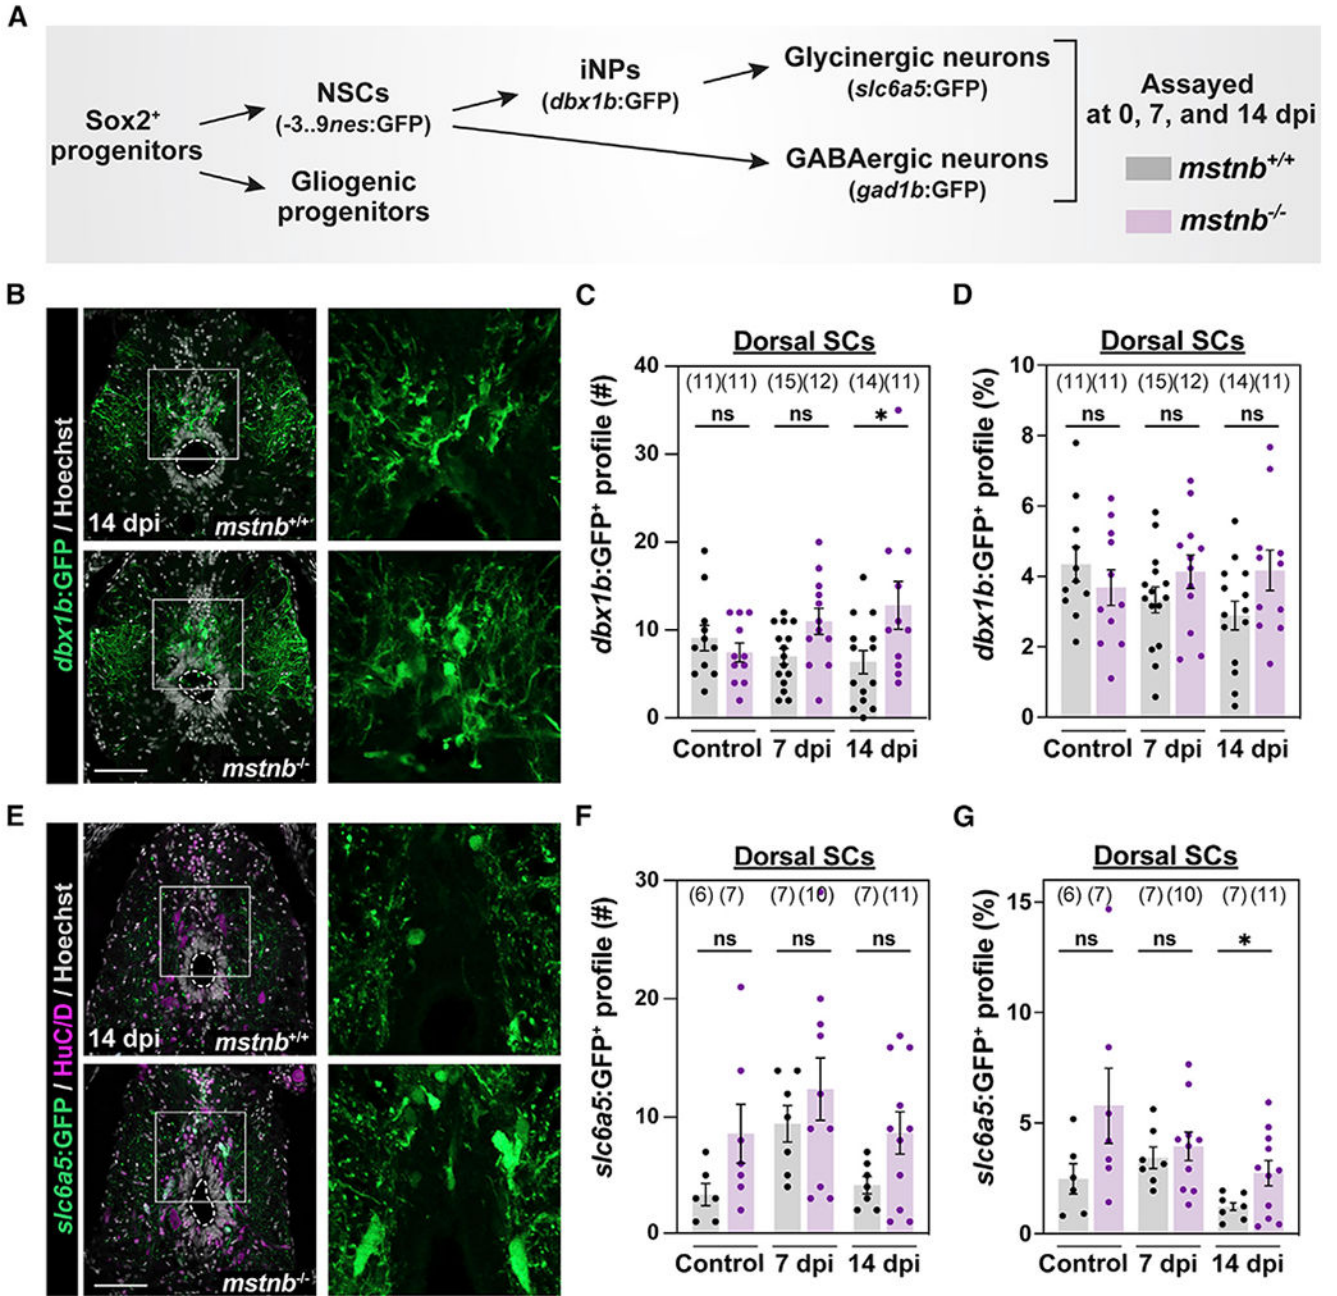 A
Sox2⁺
progenitors
NSCs
(-3..9nes:GFP)
Gliogenic
progenitors
iNPs
(dbx1b:GFP)
Glycinergic neurons
(slc6a5:GFP)
GABAergic neurons
(gad1b:GFP)
Assayed
at 0, 7, and 14 dpi
mstnb⁺/⁺
mstnb⁻/⁻
B
dbx1b:GFP / Hoechst
14 dpi
mstnb⁺/⁺
mstnb⁻/⁻
C
Dorsal SCs
dbx1b:GFP⁺ profile (#)
40
30
20
10
0
(11)(11) (15)(12) (14)(11)
ns ns *
Control 7 dpi 14 dpi
D
Dorsal SCs
dbx1b:GFP⁺ profile (%)
10
8
6
4
2
0
(11)(11) (15)(12) (14)(11)
ns ns ns
Control 7 dpi 14 dpi
E
slc6a5:GFP / HuC/D / Hoechst
14 dpi
mstnb⁺/⁺
mstnb⁻/⁻
F
Dorsal SCs
slc6a5:GFP⁺ profile (#)
30
20
10
0
(6) (7) (7) (10) (7) (11)
ns ns ns
Control 7 dpi 14 dpi
G
Dorsal SCs
slc6a5:GFP⁺ profile (%)
15
10
5
0
(6) (7) (7) (10) (7) (11)
ns ns *
Control 7 dpi 14 dpi